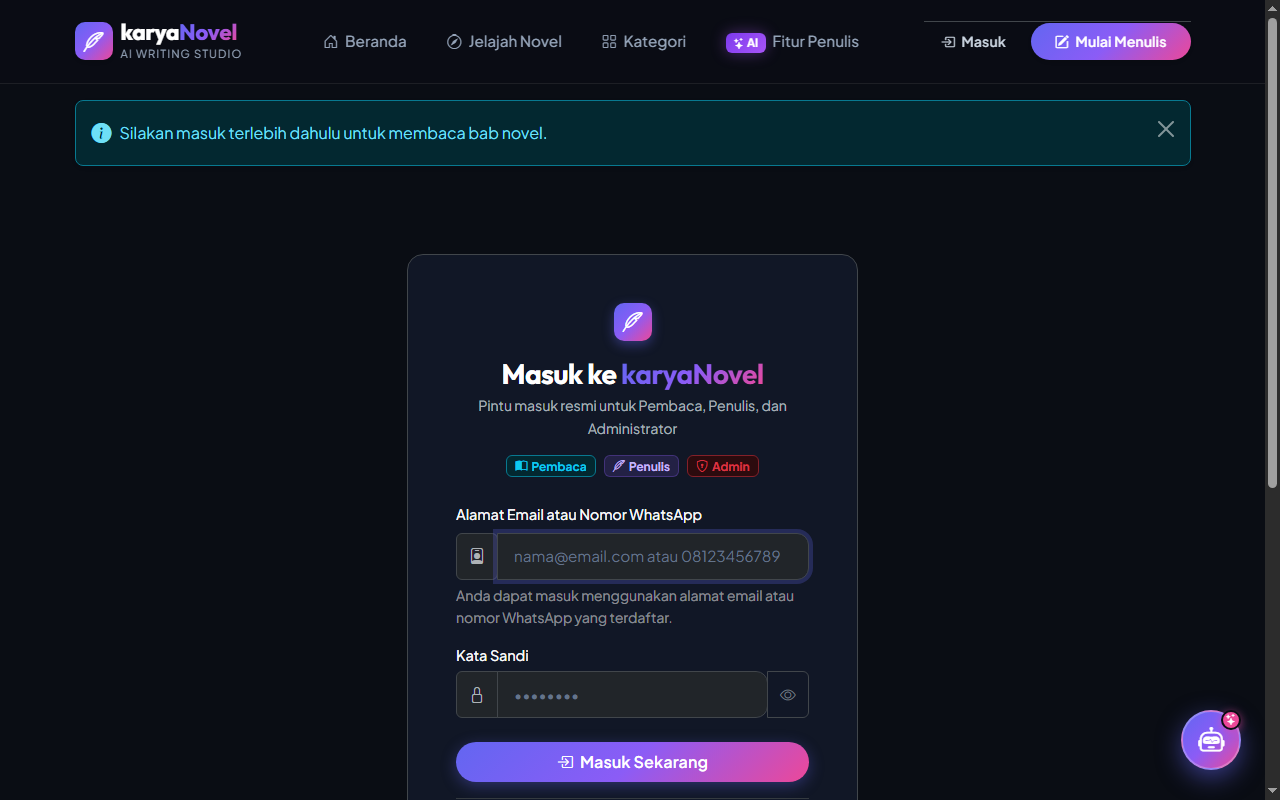 karyaNovel
AI WRITING STUDIO
Beranda
Jelajah Novel
Kategori
AI Fitur Penulis
Masuk
Mulai Menulis
Silakan masuk terlebih dahulu untuk membaca bab novel.
Masuk ke karyaNovel
Pintu masuk resmi untuk Pembaca, Penulis, dan
Administrator
Pembaca
Penulis
Admin
Alamat Email atau Nomor WhatsApp
nama@email.com atau 08123456789
Anda dapat masuk menggunakan alamat email atau
nomor WhatsApp yang terdaftar.
Kata Sandi
••••••••
Masuk Sekarang